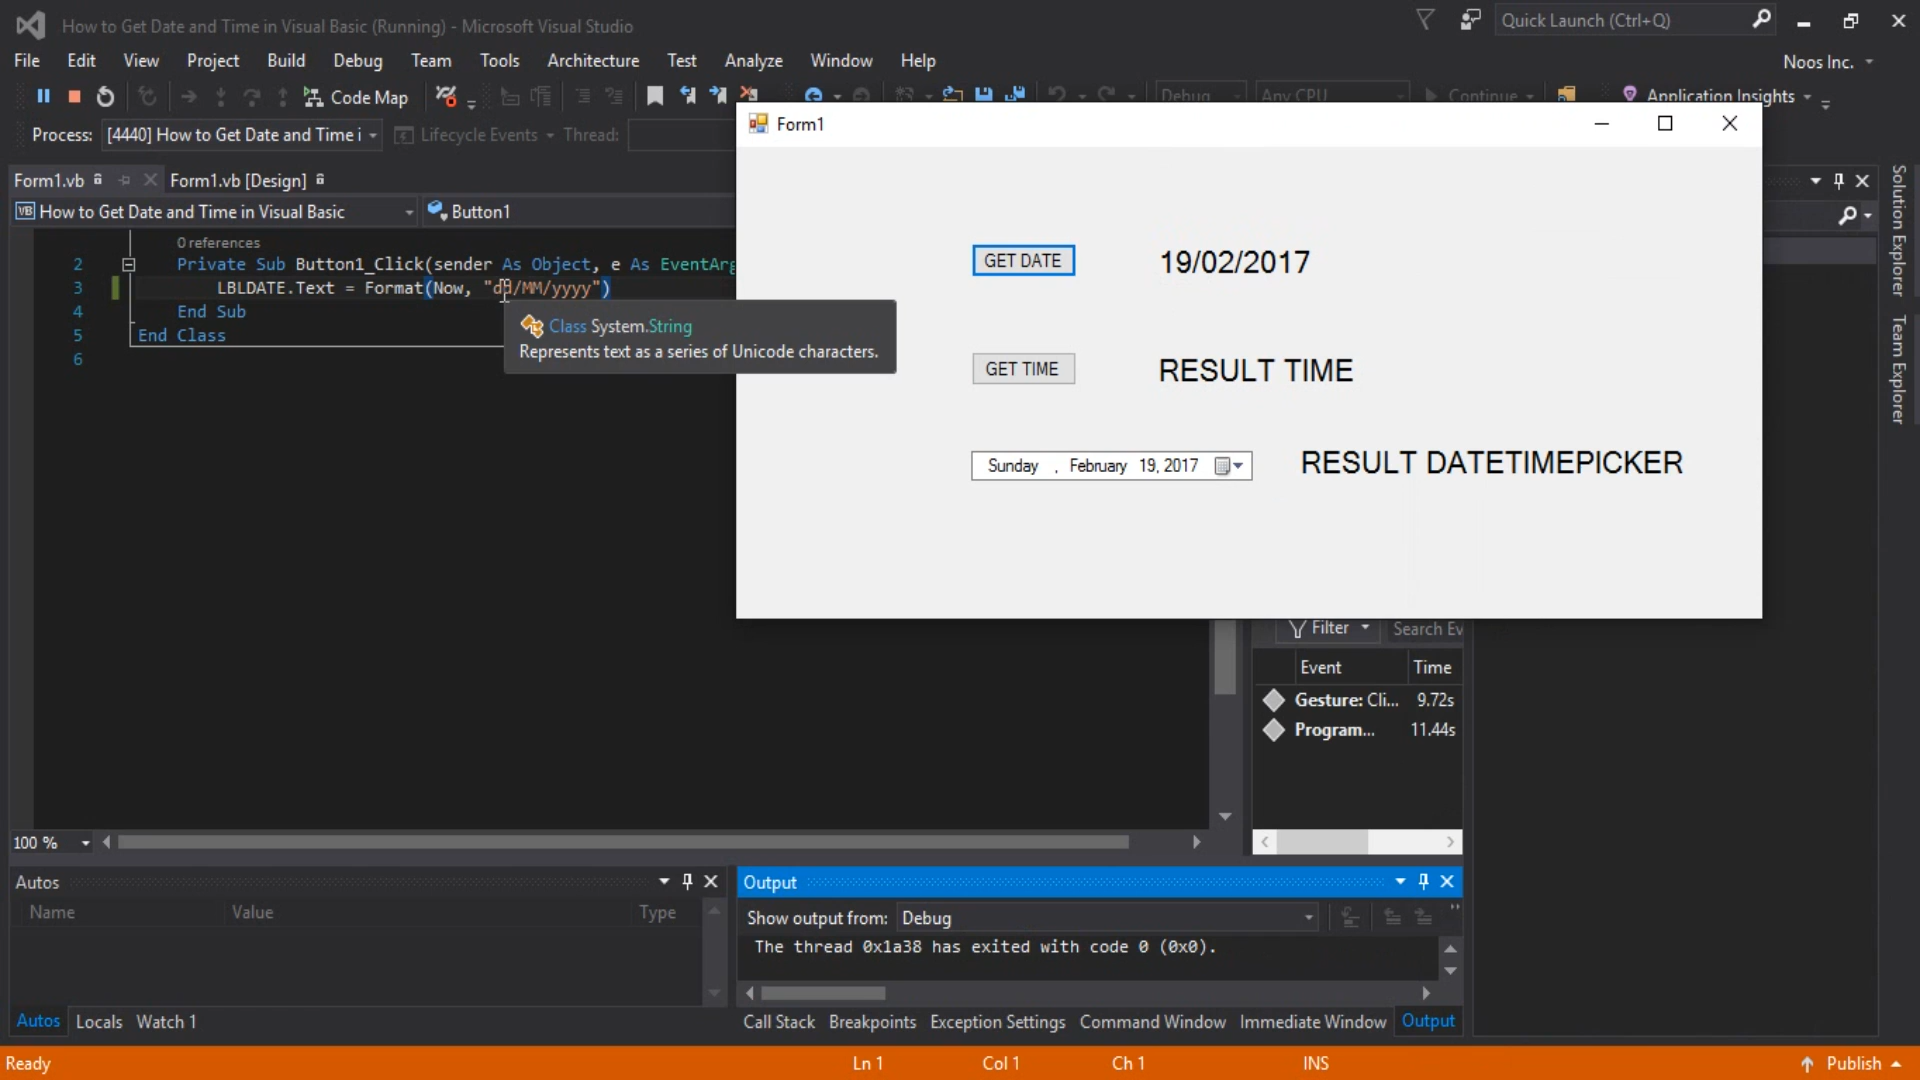 How to Get Date and Time in Visual Basic (Running) - Microsoft Visual Studio
Quick Launch (Ctrl+Q)
File Edit View Project Build Debug Team Tools Architecture Test Analyze Window Help
Noos Inc.
Code Map
Debug Any CPU Continue
Application Insights
Process: [4440] How to Get Date and Time i Lifecycle Events Thread:
Form1.vb Form1.vb [Design]
VB How to Get Date and Time in Visual Basic Button1
0 references
2 Private Sub Button1_Click(sender As Object, e As EventArg
3 LBLDATE.Text = Format(Now, "dd/MM/yyyy")
4 End Sub
5 End Class
6
Class System.String
Represents text as a series of Unicode characters.
Form1
GET DATE 19/02/2017
GET TIME RESULT TIME
Sunday , February 19, 2017 RESULT DATETIMEPICKER
Solution Explorer
Team Explorer
Filter Search Ev
Event Time
Gesture: Cli... 9.72s
Program... 11.44s
100 %
Autos
Name Value Type
Autos Locals Watch 1
Output
Show output from: Debug
The thread 0x1a38 has exited with code 0 (0x0).
Call Stack Breakpoints Exception Settings Command Window Immediate Window Output
Ready Ln 1 Col 1 Ch 1 INS Publish